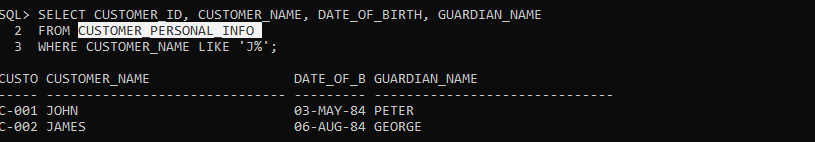 SQL> SELECT CUSTOMER_ID, CUSTOMER_NAME, DATE_OF_BIRTH, GUARDIAN_NAME
2 FROM CUSTOMER_PERSONAL_INFO
3 WHERE CUSTOMER_NAME LIKE 'J%';
CUSTO CUSTOMER_NAME DATE_OF_B GUARDIAN_NAME
----- ------------------------------ --------- ------------------------------
C-001 JOHN 03-MAY-84 PETER
C-002 JAMES 06-AUG-84 GEORGE